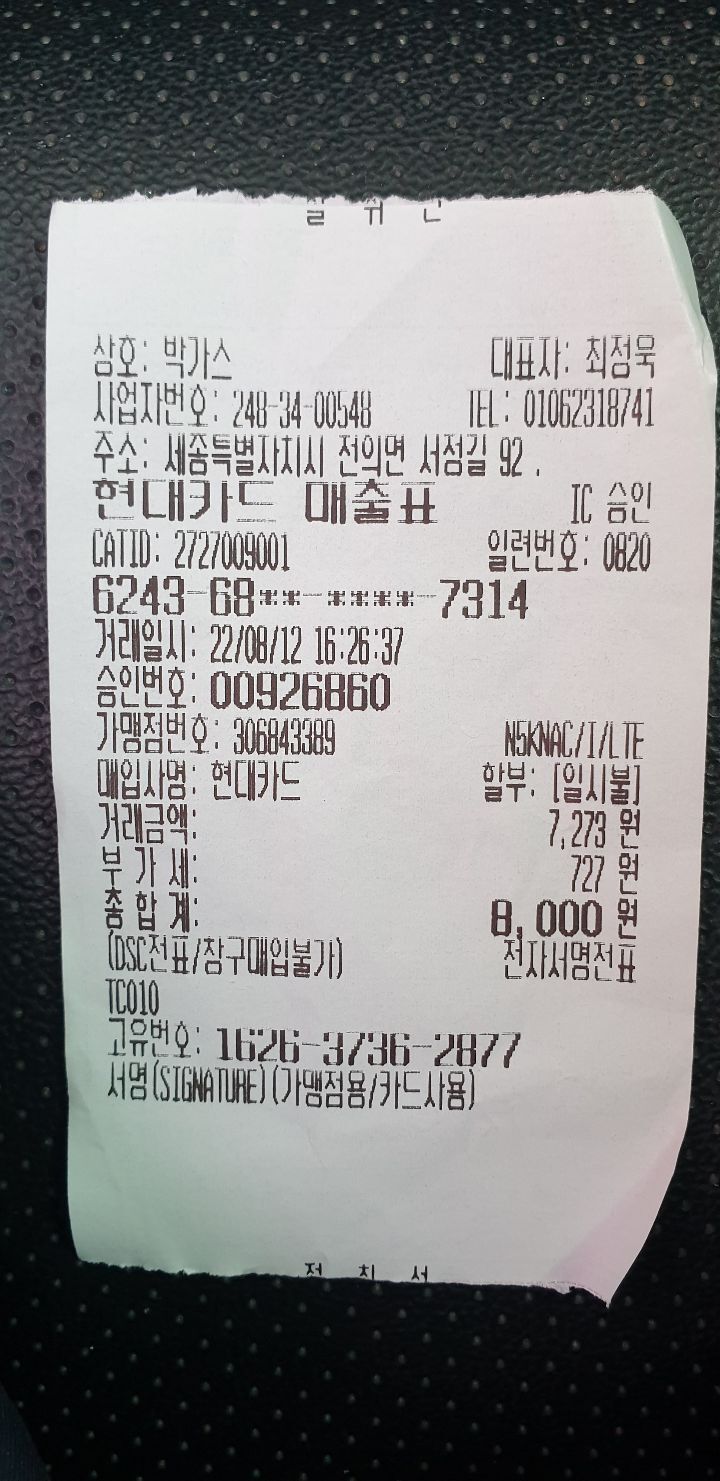 상호: 박가스 대표자: 최정묵
사업자번호: 248-34-00548 TEL: 01062318741
주소: 세종특별자치시 전의면 서정길 92 .
현대카드 매출표 IC 승인
CATID: 2727009001 일련번호: 0820
6243-68**-****-7314
거래일시: 22/08/12 16:26:37
승인번호: 00926860
가맹점번호: 306843389 N5KNAC/I/LTE
매입사명: 현대카드 할부: [일시불]
거래금액: 7,273 원
부 가 세: 727 원
총 합 계: 8,000 원
(DSC전표/창구매입불가) 전자서명전표
TC010
고유번호: 1626-3736-2877
서명(SIGNATURE)(가맹점용/카드사용)